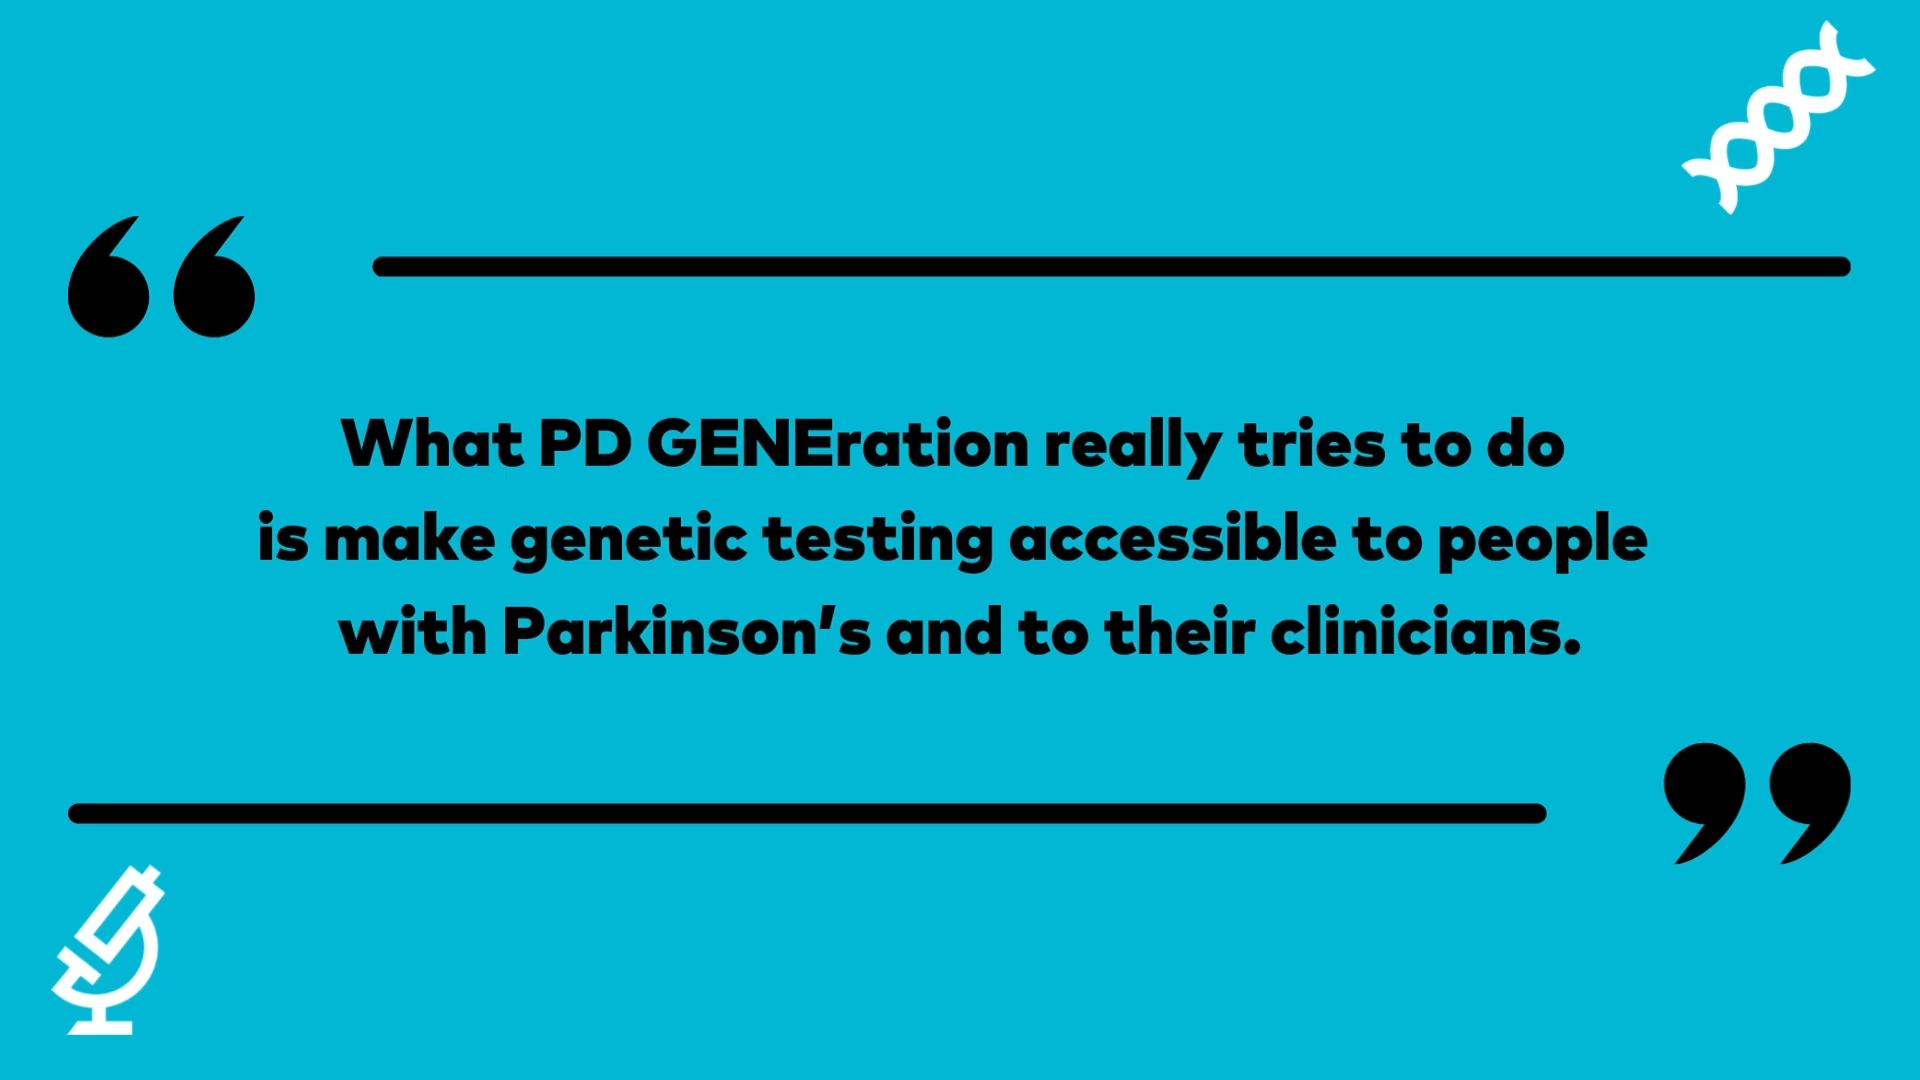 “
What PD GENEration really tries to do
is make genetic testing accessible to people
with Parkinson’s and to their clinicians.
”